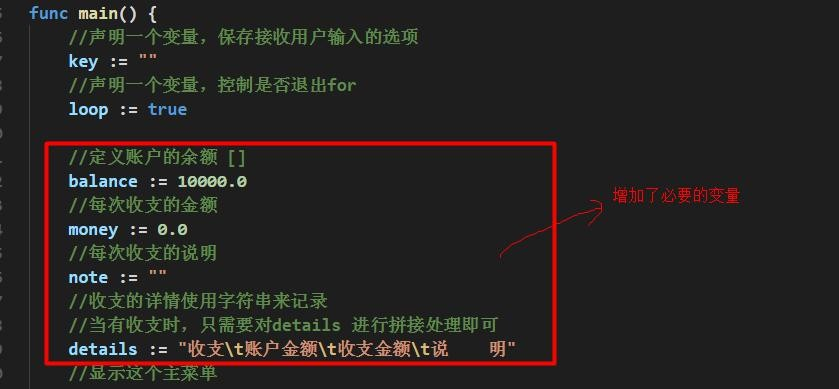 func main() {
//声明一个变量，保存接收用户输入的选项
key := ""
//声明一个变量，控制是否退出for
loop := true
//定义账户的余额 []
balance := 10000.0
//每次收支的金额
money := 0.0
//每次收支的说明
note := ""
//收支的详情使用字符串来记录
//当有收支时，只需要对details 进行拼接处理即可
details := "收支\t账户金额\t收支金额\t说    明"
//显示这个主菜单
增加了必要的变量